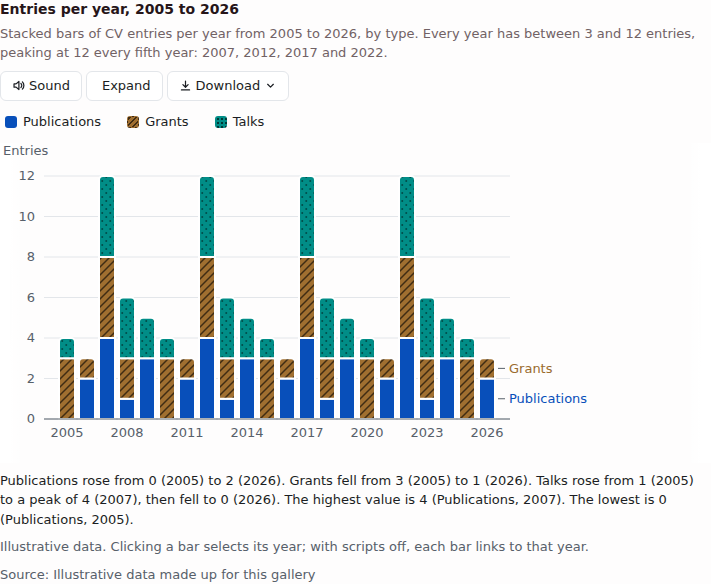 Entries per year, 2005 to 2026
Stacked bars of CV entries per year from 2005 to 2026, by type. Every year has between 3 and 12 entries,
peaking at 12 every fifth year: 2007, 2012, 2017 and 2022.
Sound Expand Download
Publications Grants Talks
Entries
12
10
8
6
4
2
0
Grants
Publications
2005 2008 2011 2014 2017 2020 2023 2026
Publications rose from 0 (2005) to 2 (2026). Grants fell from 3 (2005) to 1 (2026). Talks rose from 1 (2005)
to a peak of 4 (2007), then fell to 0 (2026). The highest value is 4 (Publications, 2007). The lowest is 0
(Publications, 2005).
Illustrative data. Clicking a bar selects its year; with scripts off, each bar links to that year.
Source: Illustrative data made up for this gallery